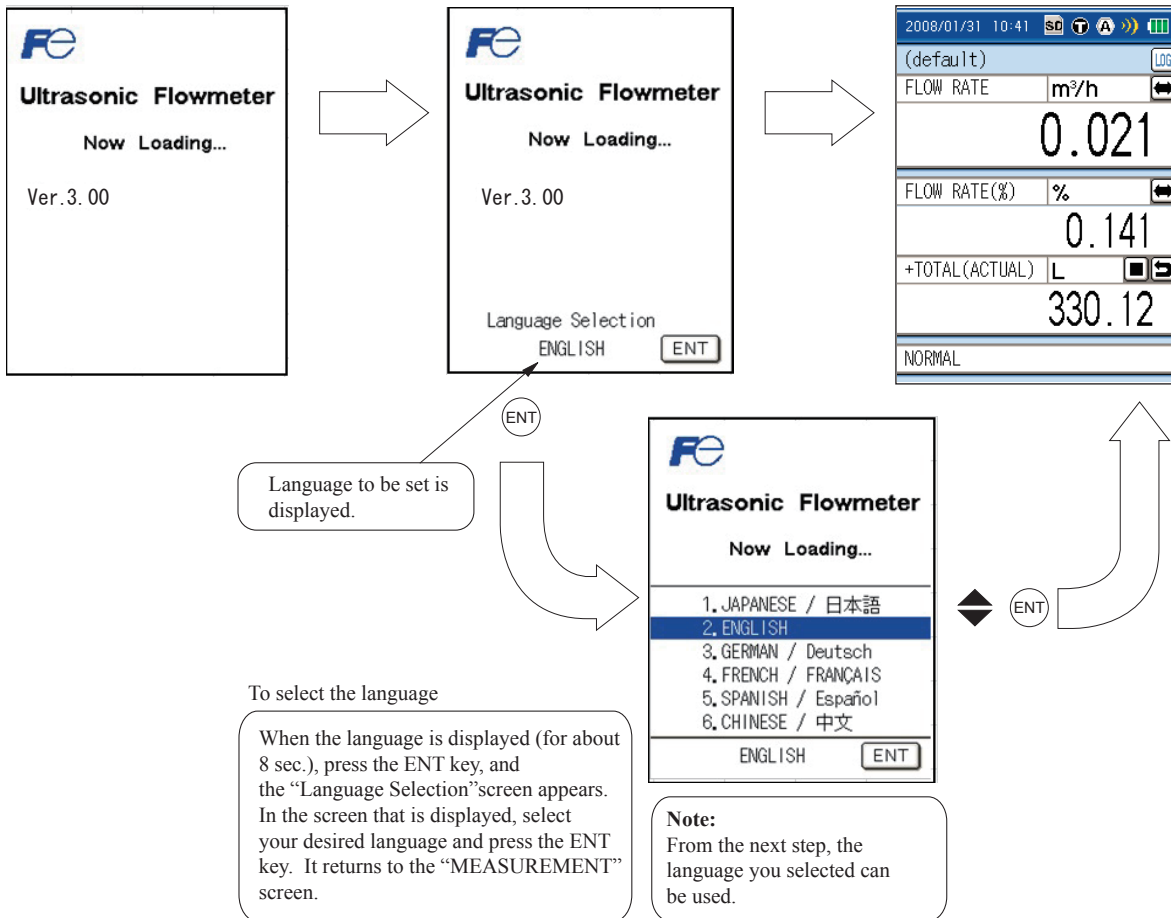 Fe
Ultrasonic Flowmeter
Now Loading...
Ver.3.00
Fe
Ultrasonic Flowmeter
Now Loading...
Ver.3.00
Language Selection
ENGLISH ENT
2008/01/31 10:41 SD T A
(default) LOG
FLOW RATE m³/h
0.021
FLOW RATE(%) %
0.141
+TOTAL(ACTUAL) L
330.12
NORMAL
ENT
Language to be set is
displayed.
Fe
Ultrasonic Flowmeter
Now Loading...
1.JAPANESE / 日本語
2.ENGLISH
3.GERMAN / Deutsch
4.FRENCH / FRANÇAIS
5.SPANISH / Español
6.CHINESE / 中文
ENGLISH ENT
ENT
To select the language
When the language is displayed (for about
8 sec.), press the ENT key, and
the “Language Selection”screen appears.
In the screen that is displayed, select
your desired language and press the ENT
key. It returns to the “MEASUREMENT”
screen.
Note:
From the next step, the
language you selected can
be used.